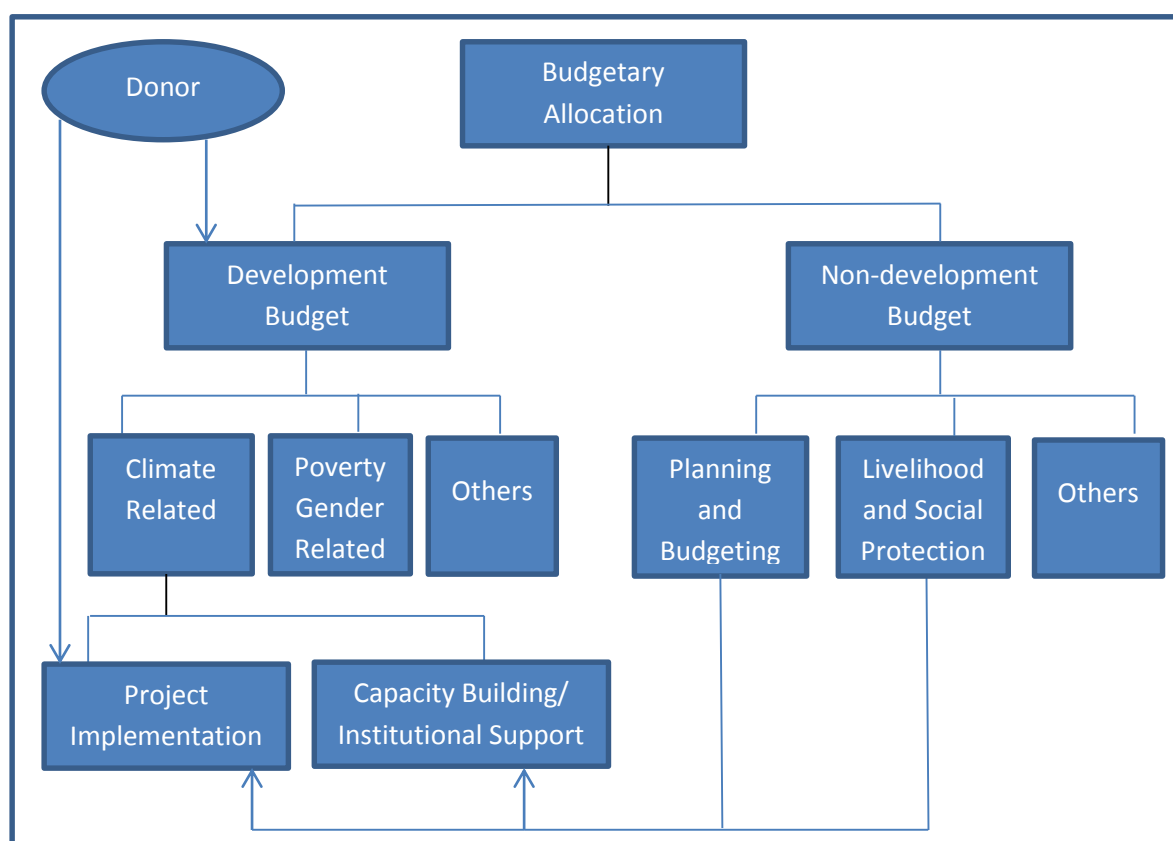 Donor
Budgetary
Allocation
Development
Budget
Non-development
Budget
Climate
Related
Poverty
Gender
Related
Others
Planning
and
Budgeting
Livelihood
and Social
Protection
Others
Project
Implementation
Capacity Building/
Institutional Support